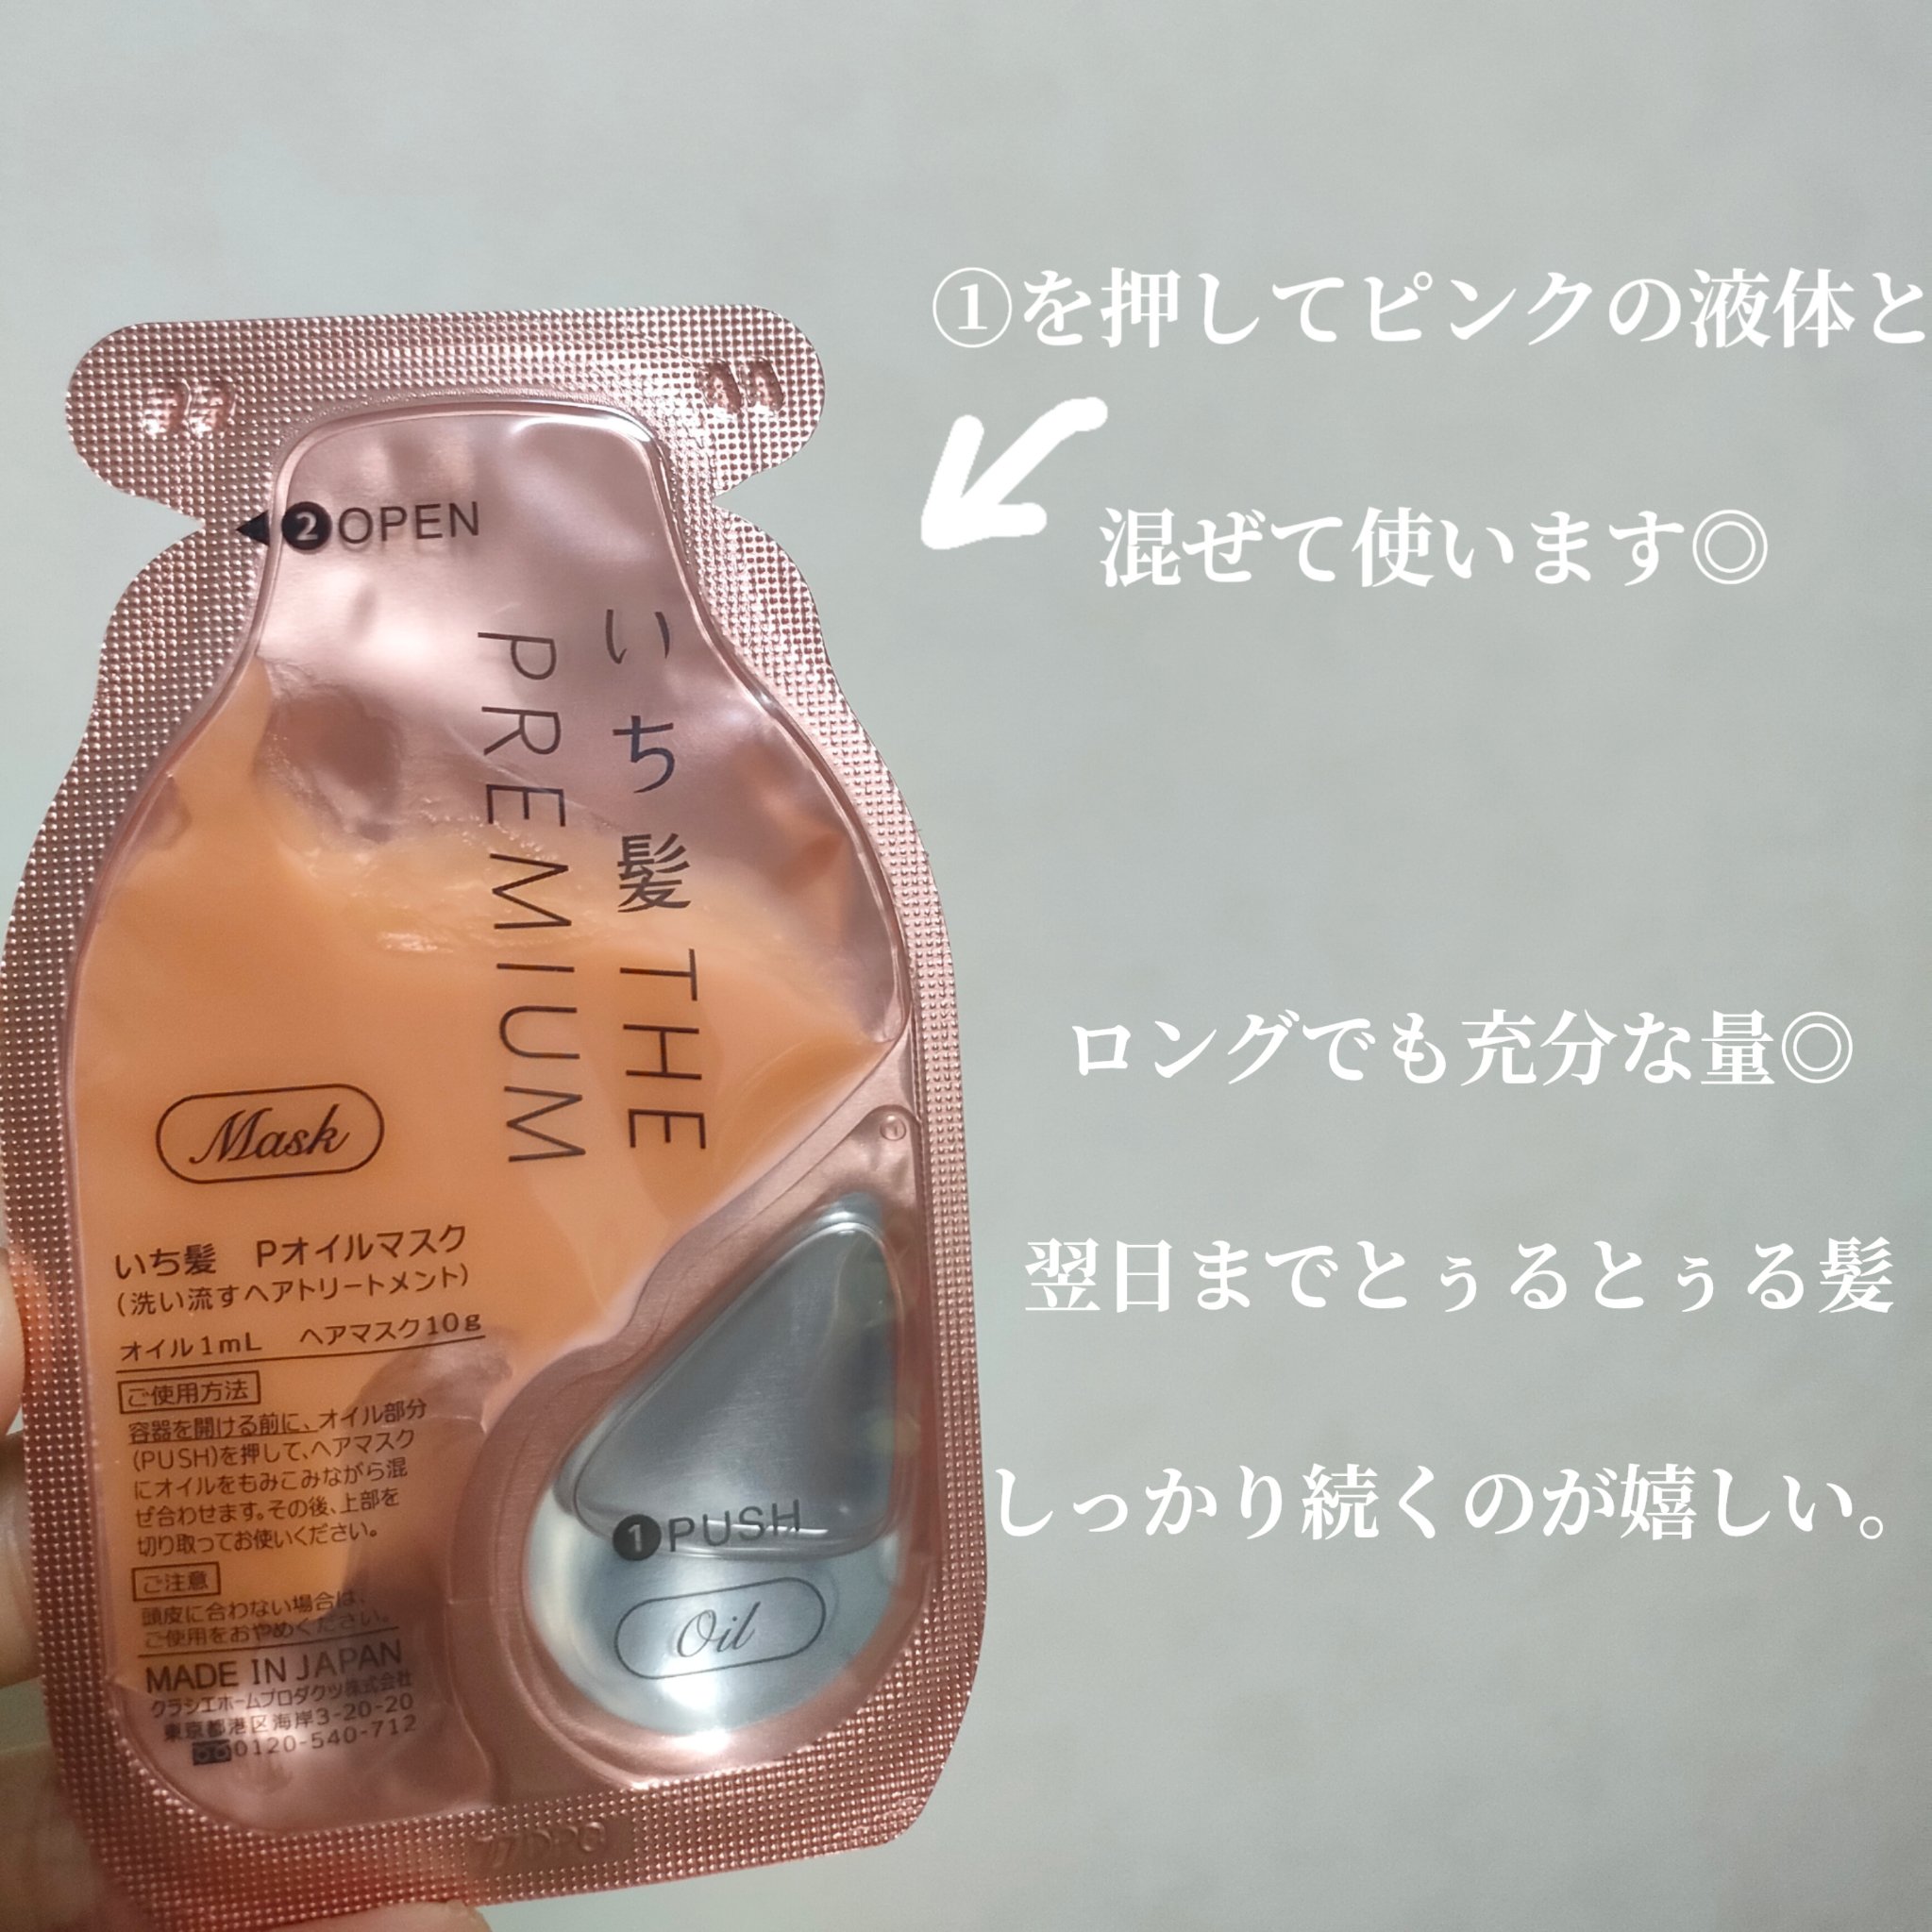 ①を押してピンクの液体と
混ぜて使います◎
ロングでも充分な量◎
翌日までとぅるとぅる髪
しっかり続くのが嬉しい。
❷OPEN
いち髪 THE
PREMIUM
Mask
いち髪 Pオイルマスク
(洗い流すヘアトリートメント)
オイル1mL ヘアマスク10g
ご使用方法
容器を開ける前に、オイル部分
(PUSH)を押して、ヘアマスク
にオイルをもみこみながら混
ぜ合わせます。その後、上部を
切り取ってお使いください。
ご注意
頭皮に合わない場合は、
ご使用をおやめください。
MADE IN JAPAN
クラシエホームプロダクツ株式会社
東京都港区海岸3-20-20
0120-540-712
❶PUSH
Oil